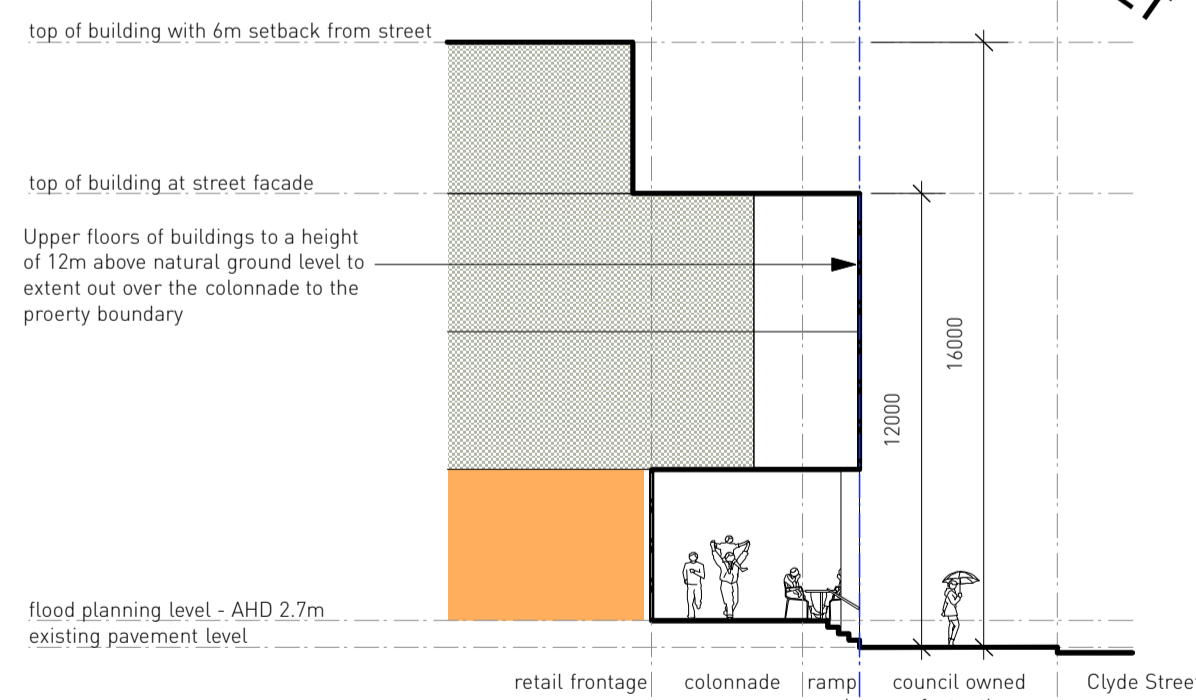 top of building with 6m setback from street
top of building at street facade
Upper floors of buildings to a height
of 12m above natural ground level to
extent out over the colonnade to the
proerty boundary
16000
12000
flood planning level - AHD 2.7m
existing pavement level
retail frontage
colonnade
ramp
council owned
Clyde Stree